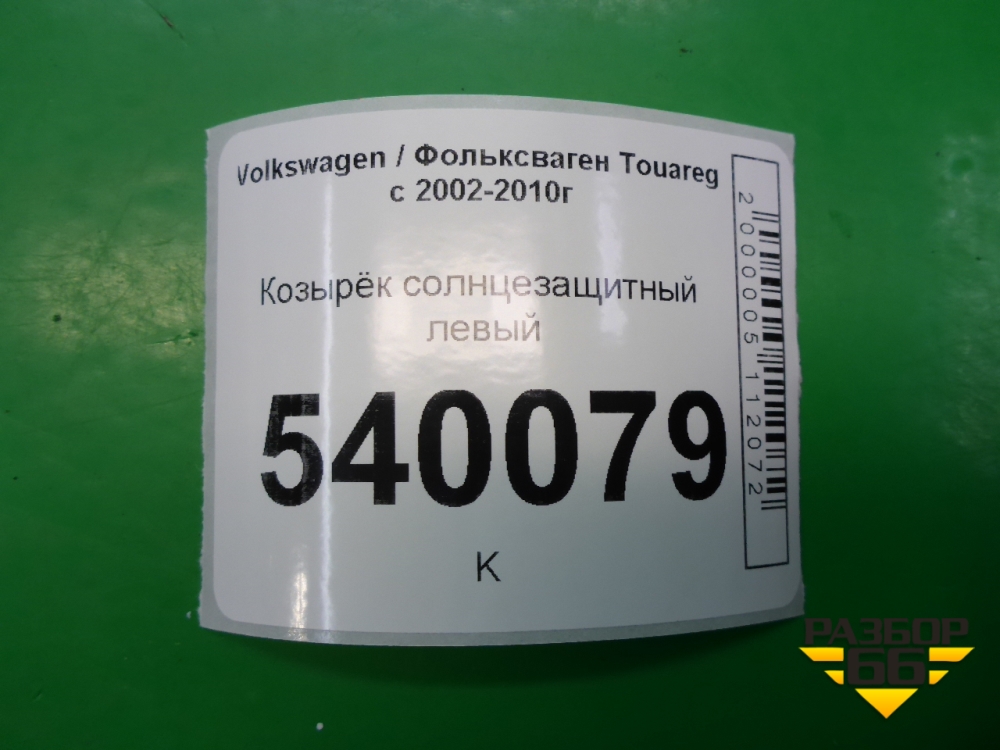 Volkswagen / Фольксваген Touareg
с 2002-2010г
Козырёк солнцезащитный
левый
540079
К
2000005112072
РАЗБОР
66